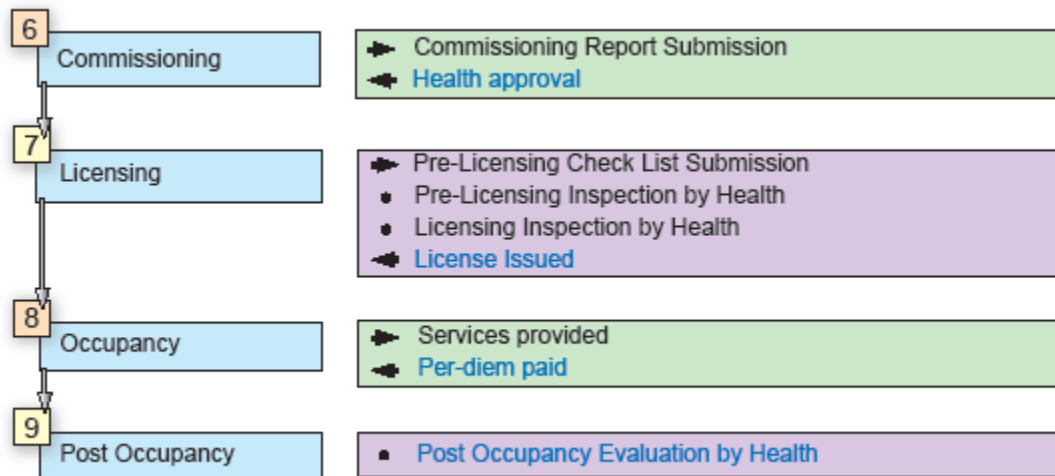 6
Commissioning
Commissioning Report Submission
Health approval
7
Licensing
Pre-Licensing Check List Submission
Pre-Licensing Inspection by Health
Licensing Inspection by Health
License Issued
8
Occupancy
Services provided
Per-diem paid
9
Post Occupancy
Post Occupancy Evaluation by Health